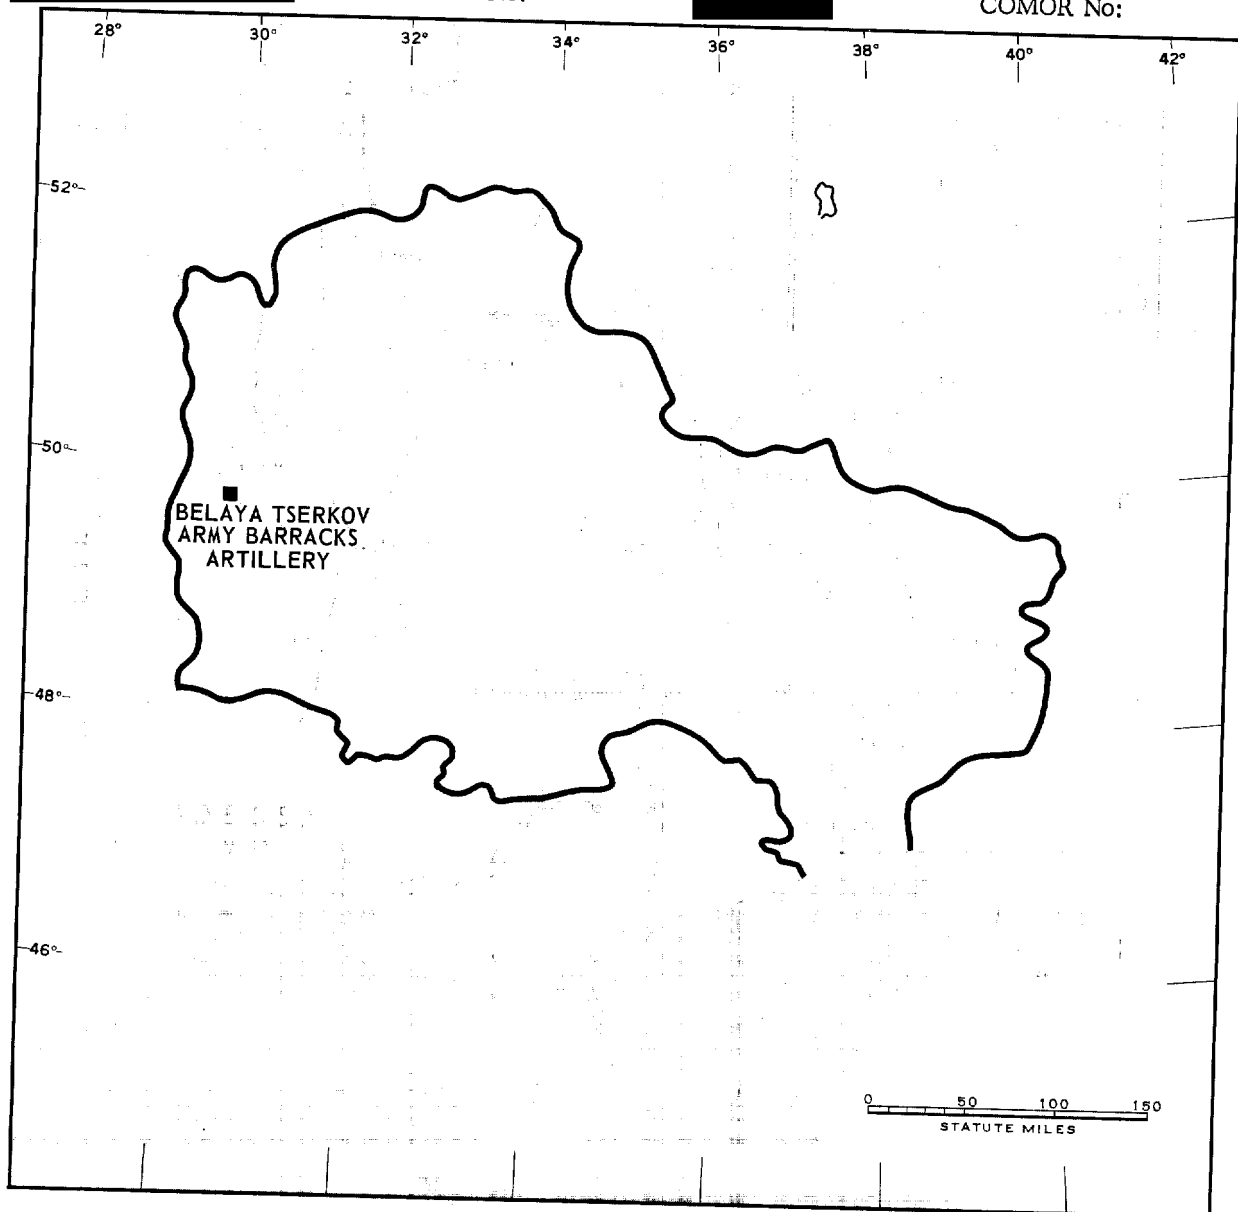 COMOR No:
28° 30° 32° 34° 36° 38° 40° 42°
52°
50°
BELAYA TSERKOV
ARMY BARRACKS
ARTILLERY
48°
46°
0 50 100 150
STATUTE MILES